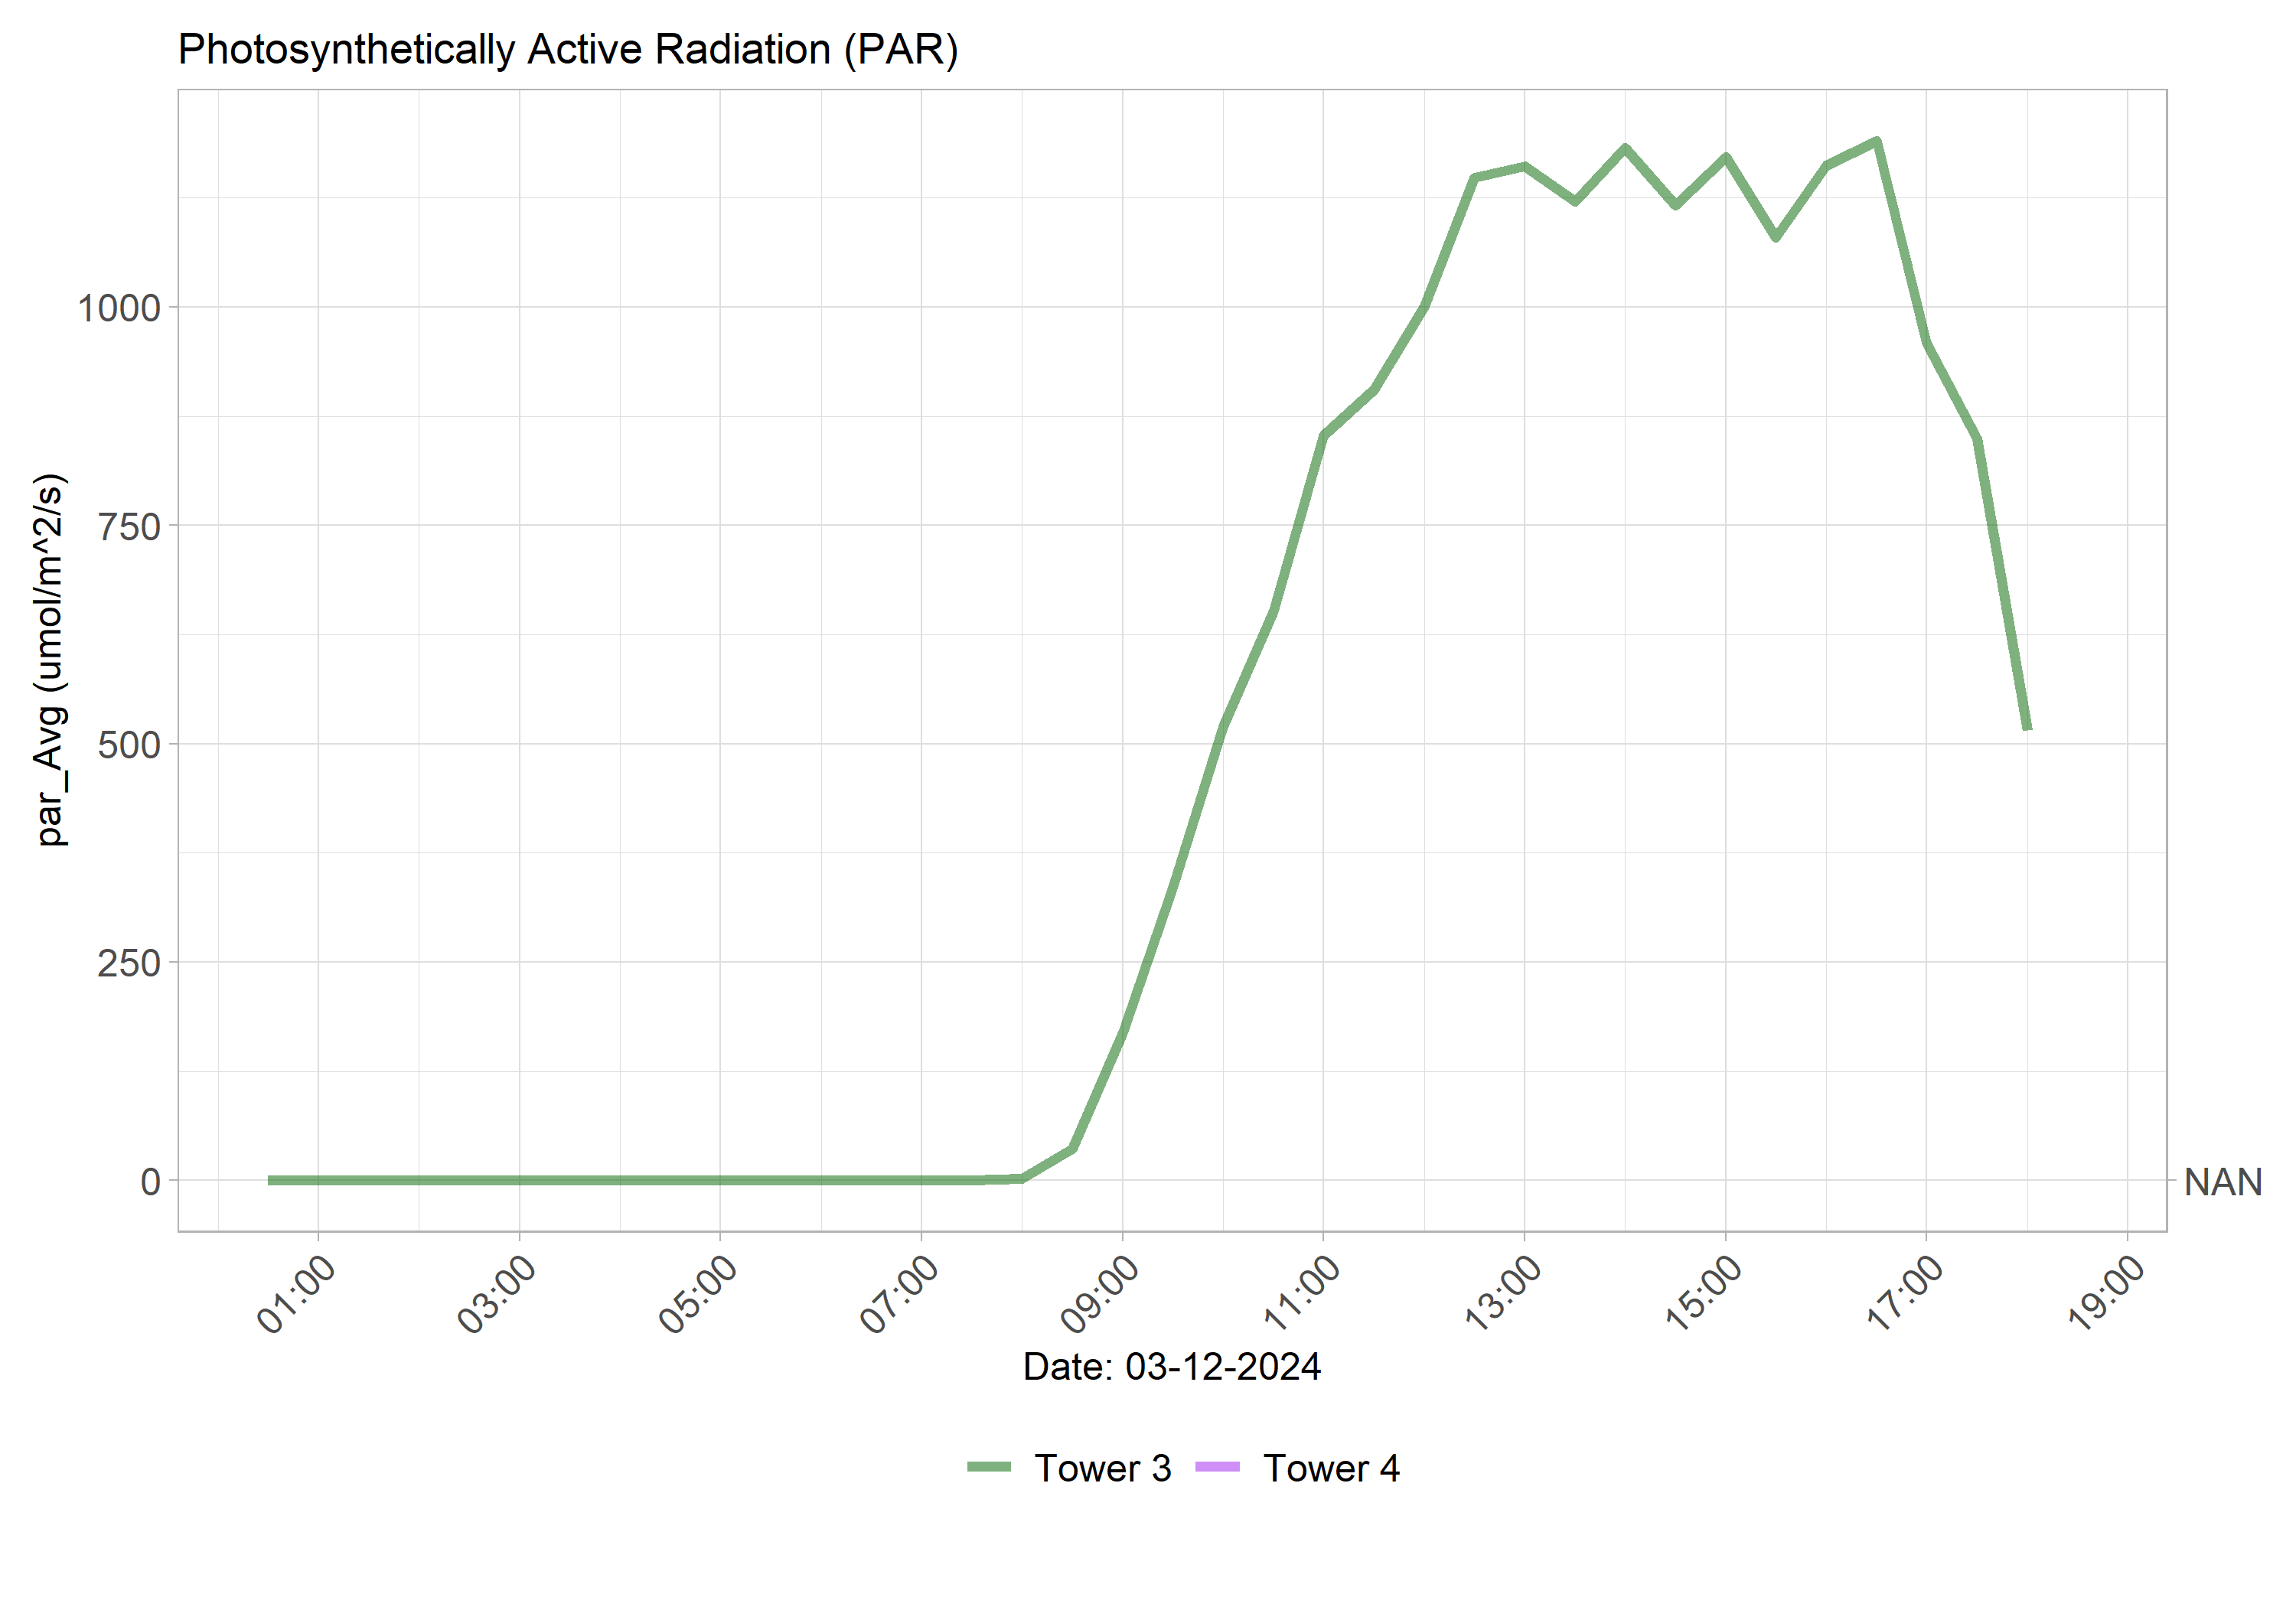 Photosynthetically Active Radiation (PAR)
par_Avg (umol/m^2/s)
1000
750
500
250
0
NAN
01:00 03:00 05:00 07:00 09:00 11:00 13:00 15:00 17:00 19:00
Date: 03-12-2024
Tower 3 Tower 4